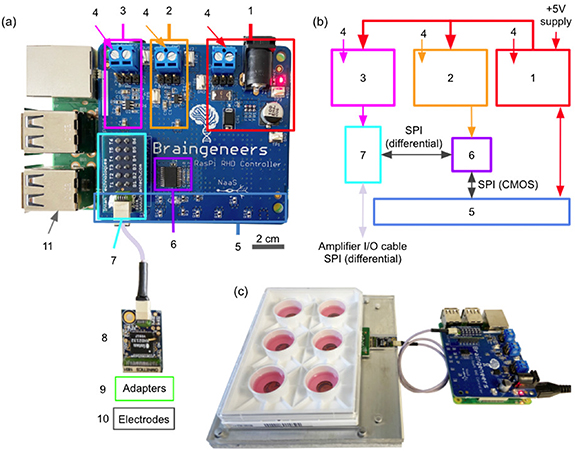 (a)
4
3
4
2
4
1
Braingeneers
RasPi RHD Controller
NaaS
2 cm
11
7
6
5
8
9
Adapters
10
Electrodes
(b)
+5V
supply
4
4
4
3
2
1
SPI
(differential)
7
6
SPI (CMOS)
5
Amplifier I/O cable
SPI (differential)
(c)